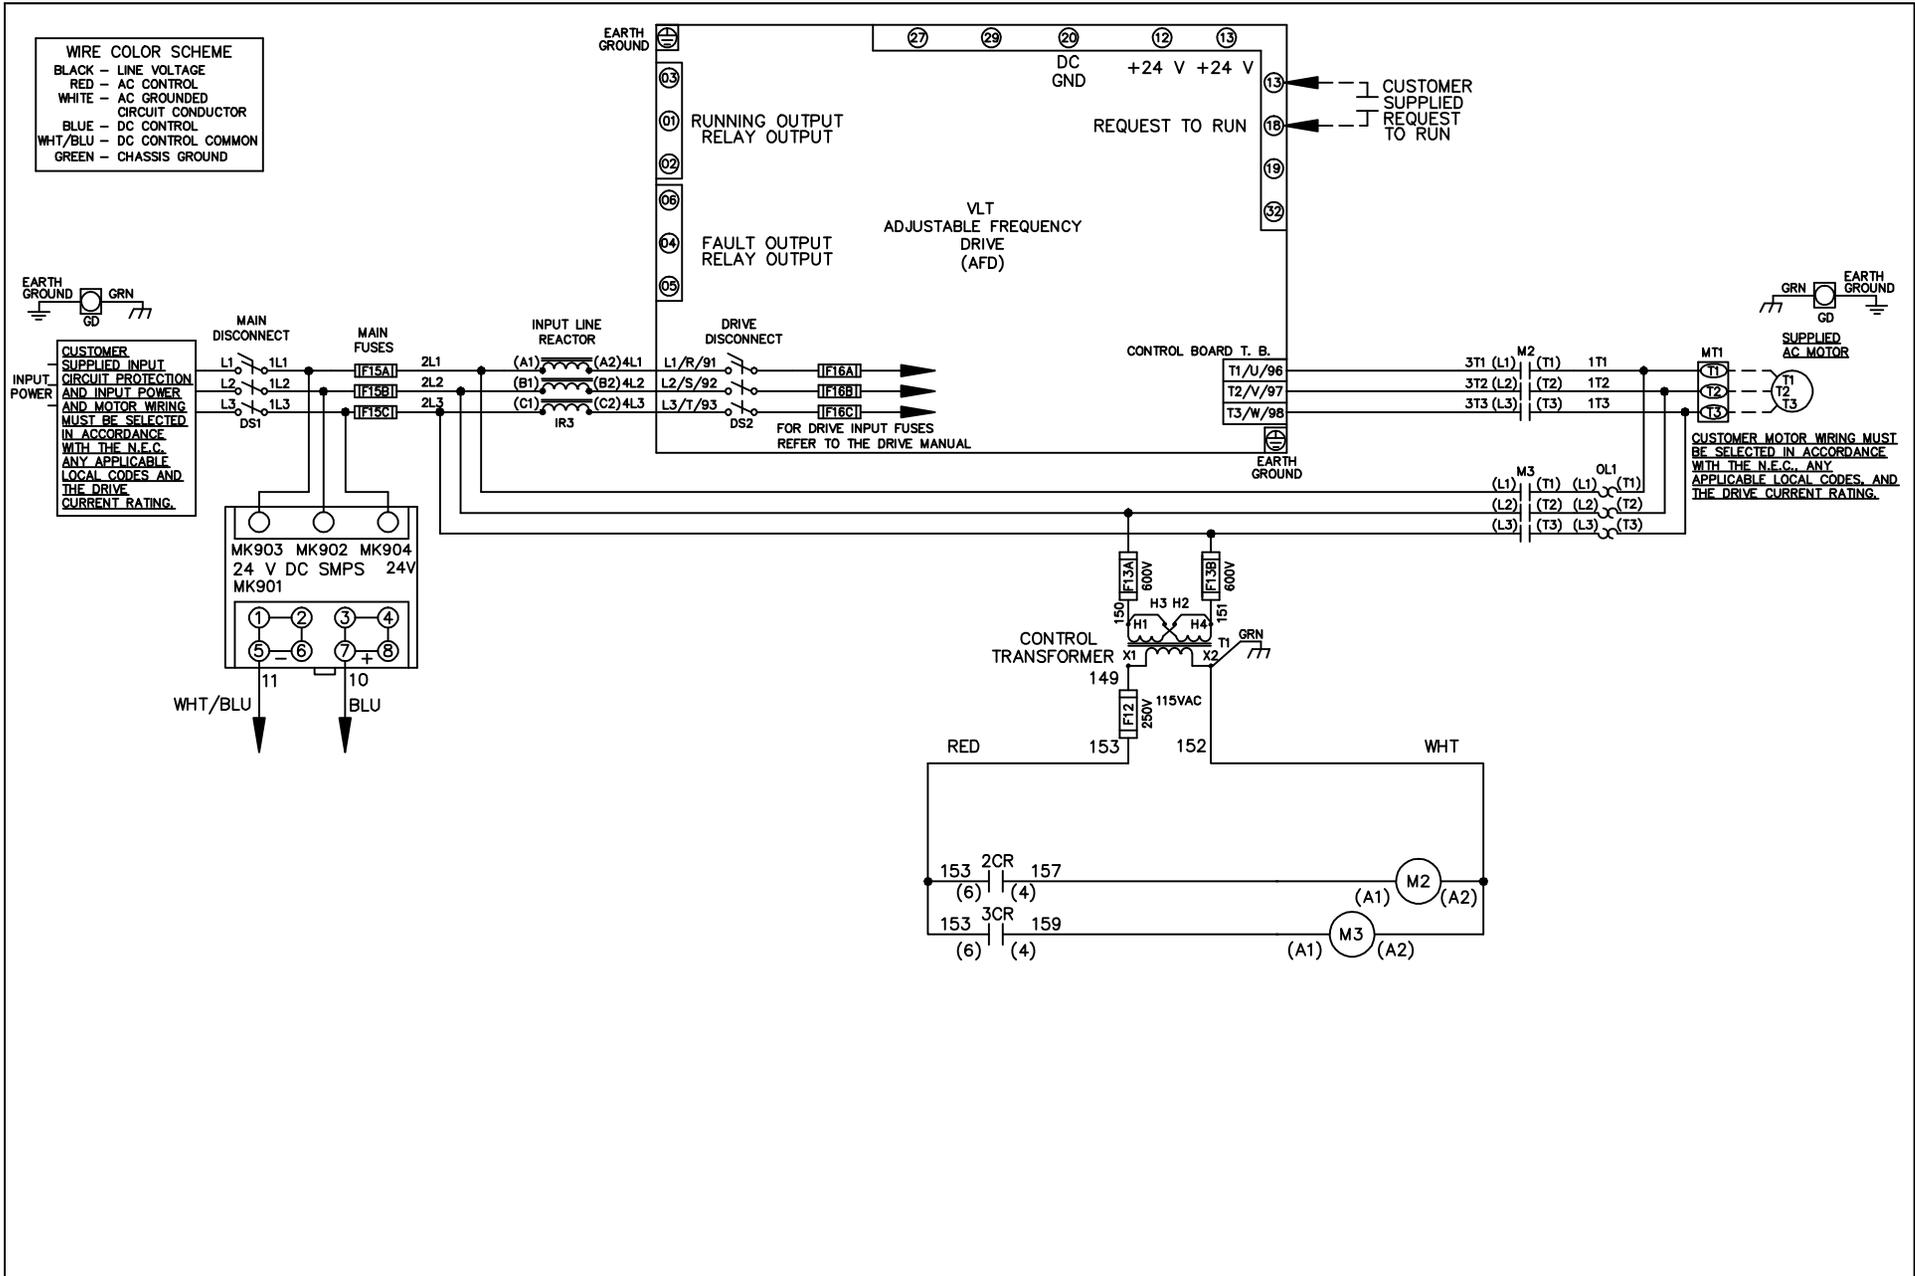 WIRE COLOR SCHEME
BLACK – LINE VOLTAGE
RED – AC CONTROL
WHITE – AC GROUNDED
CIRCUIT CONDUCTOR
BLUE – DC CONTROL
WHT/BLU – DC CONTROL COMMON
GREEN – CHASSIS GROUND
EARTH
GROUND
03
01
02
RUNNING OUTPUT
RELAY OUTPUT
06
04
05
FAULT OUTPUT
RELAY OUTPUT
27 29 20 12 13
DC
GND
+24 V +24 V
13
18
19
32
REQUEST TO RUN
CUSTOMER
SUPPLIED
REQUEST
TO RUN
VLT
ADJUSTABLE FREQUENCY
DRIVE
(AFD)
EARTH
GROUND
GRN
GD
INPUT
POWER
CUSTOMER
SUPPLIED INPUT
CIRCUIT PROTECTION
AND INPUT POWER
AND MOTOR WIRING
MUST BE SELECTED
IN ACCORDANCE
WITH THE N.E.C.
ANY APPLICABLE
LOCAL CODES AND
THE DRIVE
CURRENT RATING.
MAIN
DISCONNECT
L1 1L1
L2 1L2
L3 1L3
DS1
MAIN
FUSES
F15A
F15B
F15C
2L1
2L2
2L3
INPUT LINE
REACTOR
(A1) (A2) 4L1
(B1) (B2) 4L2
(C1) (C2) 4L3
IR3
DRIVE
DISCONNECT
L1/R/91
L2/S/92
L3/T/93
DS2
F16A
F16B
F16C
FOR DRIVE INPUT FUSES
REFER TO THE DRIVE MANUAL
CONTROL BOARD T. B.
T1/U/96
T2/V/97
T3/W/98
EARTH
GROUND
M2
3T1 (L1) (T1) 1T1
3T2 (L2) (T2) 1T2
3T3 (L3) (T3) 1T3
MT1
T1
T2
T3
GRN
GD
EARTH
GROUND
SUPPLIED
AC MOTOR
T1
T2
T3
CUSTOMER MOTOR WIRING MUST
BE SELECTED IN ACCORDANCE
WITH THE N.E.C., ANY
APPLICABLE LOCAL CODES, AND
THE DRIVE CURRENT RATING.
M3 OL1
(L1) (T1) (L1) (T1)
(L2) (T2) (L2) (T2)
(L3) (T3) (L3) (T3)
MK903 MK902 MK904
24 V DC SMPS 24V
MK901
1 2 3 4
5 – 6 7 + 8
11 10
WHT/BLU BLU
F13A
600V
F13B
600V
150
H3 H2
151
H1 H4
CONTROL
TRANSFORMER
T1
GRN
X1 X2
149
F12
250V
115VAC
RED 153 152 WHT
153 2CR 157
(6) (4)
M2
(A1) (A2)
153 3CR 159
(6) (4)
M3
(A1) (A2)